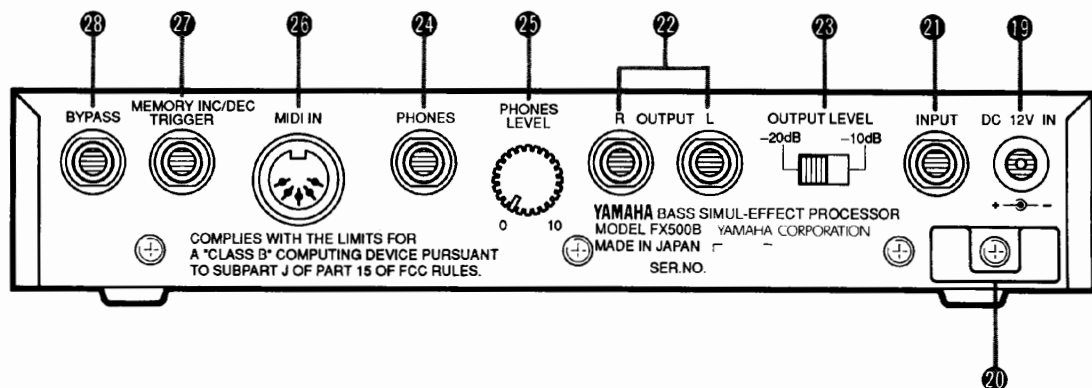 28 27 26 24 25 22 23 21 19
BYPASS
MEMORY INC/DEC
TRIGGER
MIDI IN
PHONES
PHONES
LEVEL
0 10
R OUTPUT L
OUTPUT LEVEL
-20dB -10dB
INPUT
DC 12V IN
+ -
COMPLIES WITH THE LIMITS FOR
A "CLASS B" COMPUTING DEVICE PURSUANT
TO SUBPART J OF PART 15 OF FCC RULES.
YAMAHA BASS SIMUL-EFFECT PROCESSOR
MODEL FX500B YAMAHA CORPORATION
MADE IN JAPAN
SER.NO.
20